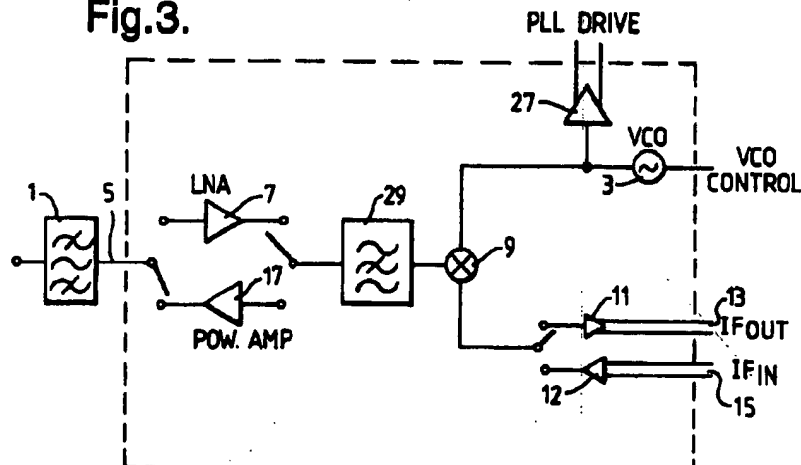 Fig.3.
PLL DRIVE
27
VCO
3
VCO
CONTROL
1
5
LNA
7
29
9
17
POW. AMP
11
13
IFOUT
12
IFIN
15